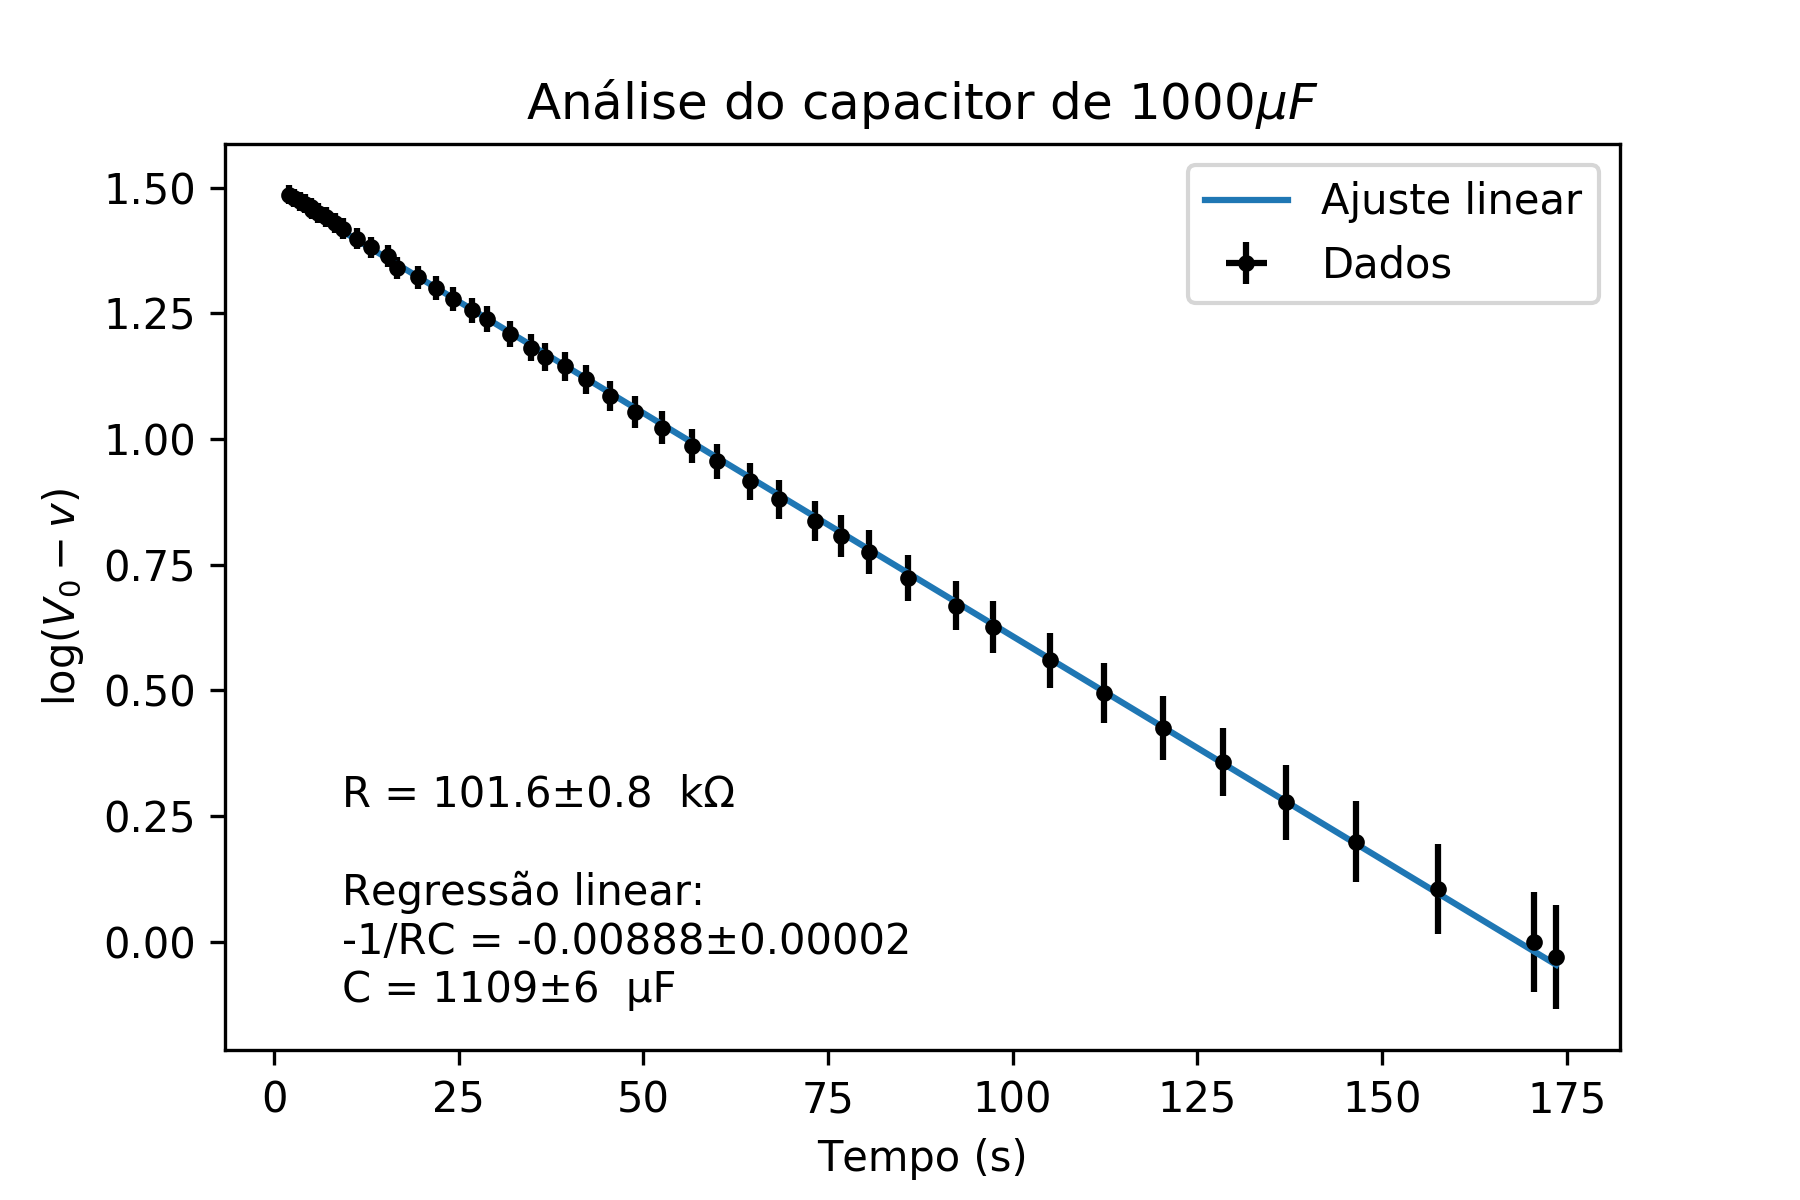 Análise do capacitor de 1000μF
Ajuste linear
Dados
1.50
1.25
1.00
0.75
0.50
0.25
0.00
log(V₀ − v)
R = 101.6±0.8 kΩ
Regressão linear:
-1/RC = -0.00888±0.00002
C = 1109±6 μF
0 25 50 75 100 125 150 175
Tempo (s)